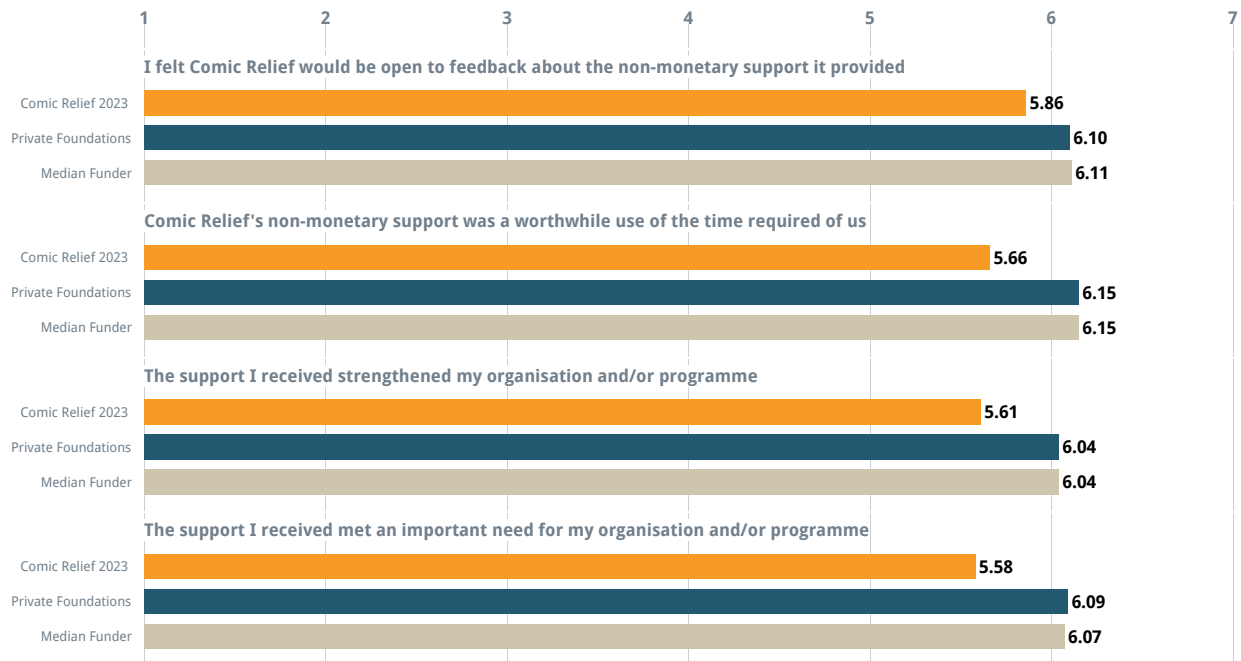 1 2 3 4 5 6 7
I felt Comic Relief would be open to feedback about the non-monetary support it provided
Comic Relief 2023 5.86
Private Foundations 6.10
Median Funder 6.11
Comic Relief's non-monetary support was a worthwhile use of the time required of us
Comic Relief 2023 5.66
Private Foundations 6.15
Median Funder 6.15
The support I received strengthened my organisation and/or programme
Comic Relief 2023 5.61
Private Foundations 6.04
Median Funder 6.04
The support I received met an important need for my organisation and/or programme
Comic Relief 2023 5.58
Private Foundations 6.09
Median Funder 6.07